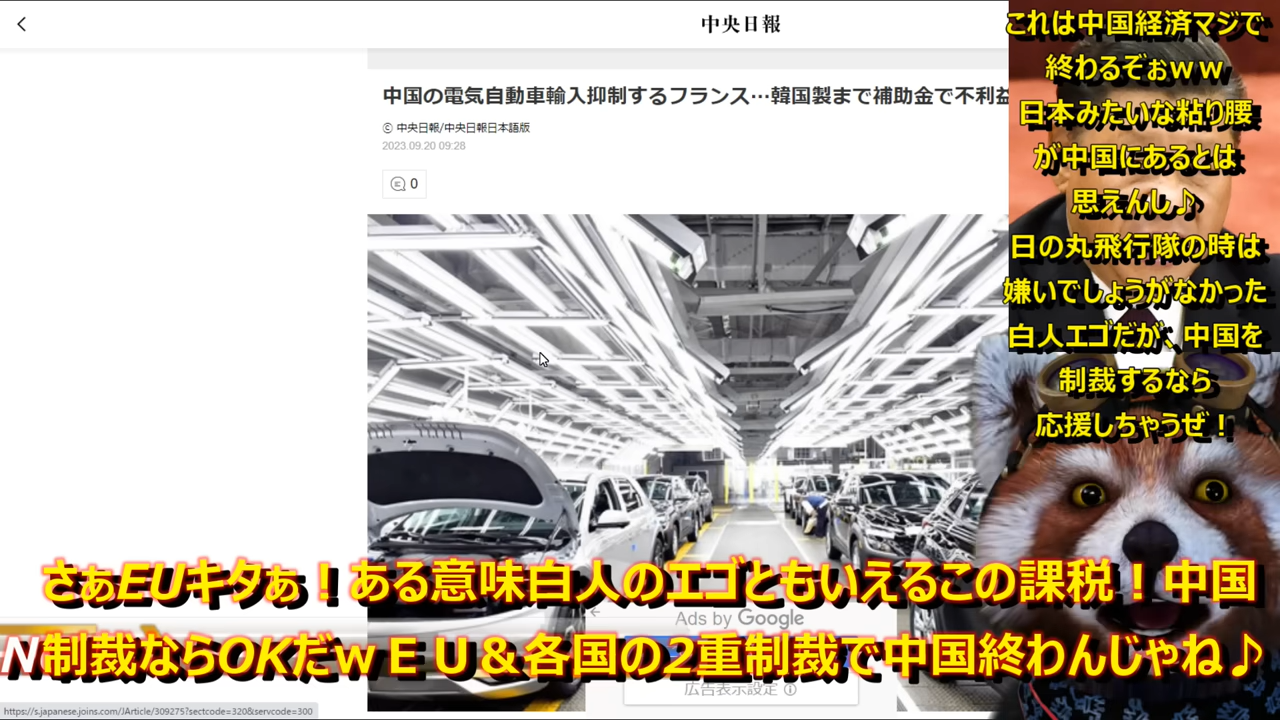 中央日報
中国の電気自動車輸入抑制するフランス…韓国製まで補助金で不利益
ⓒ 中央日報/中央日報日本語版
2023.09.20 09:28
0
これは中国経済マジで
終わるぞぉｗｗ
日本みたいな粘り腰
が中国にあるとは
思えんし♪
日の丸飛行隊の時は
嫌いでしょうがなかった
白人エゴだが、中国を
制裁するなら
応援しちゃうぜ！
さぁEUキタぁ！ある意味白人のエゴともいえるこの課税！中国
Ads by Google
N制裁ならOKだｗＥＵ＆各国の2重制裁で中国終わんじゃね♪
広告表示設定
https://s.japanese.joins.com/JArticle/309275?sectcode=320&servcode=300